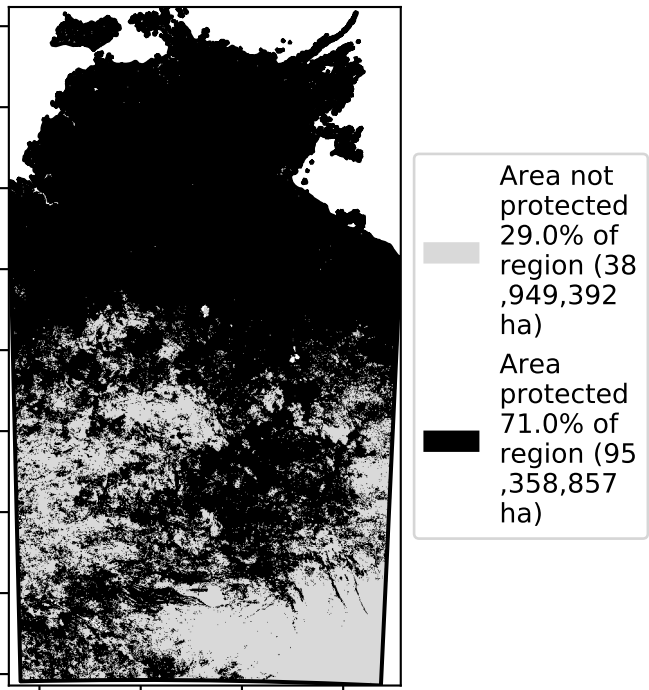 Area not
protected
29.0% of
region (38
,949,392
ha)
Area
protected
71.0% of
region (95
,358,857
ha)